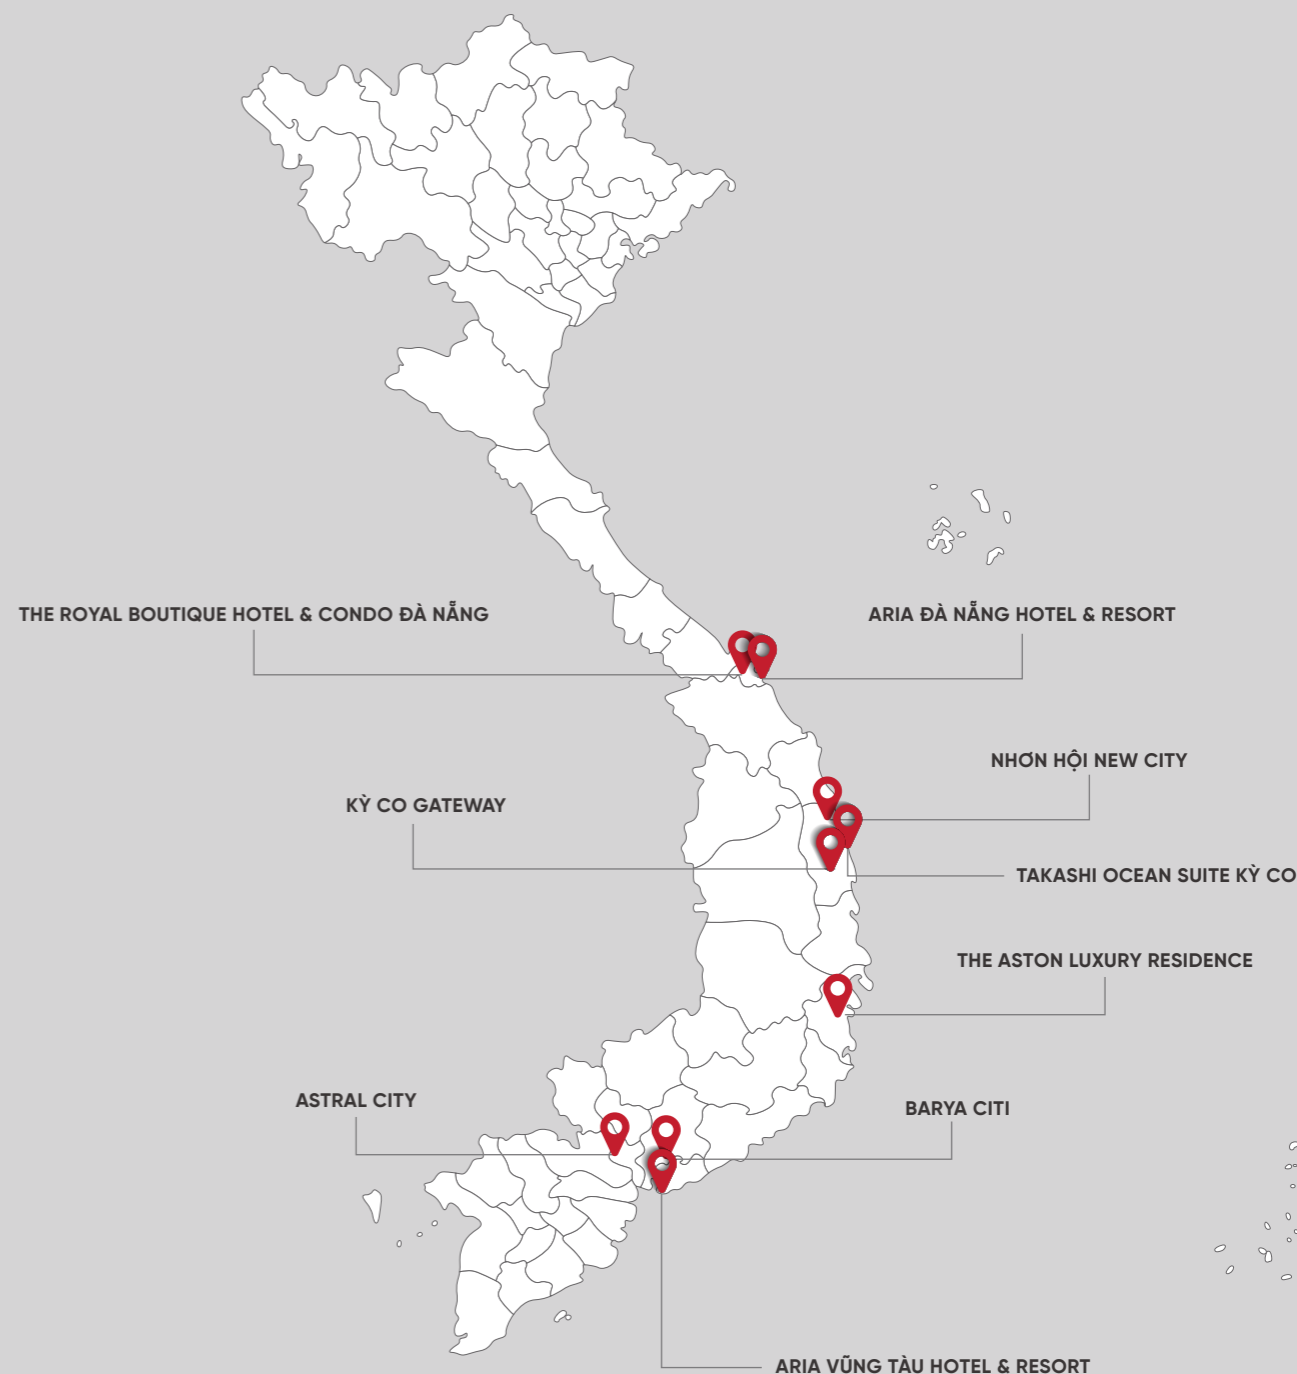 THE ROYAL BOUTIQUE HOTEL & CONDO ĐÀ NẴNG
ARIA ĐÀ NẴNG HOTEL & RESORT
NHƠN HỘI NEW CITY
KỲ CO GATEWAY
TAKASHI OCEAN SUITE KỲ CO
THE ASTON LUXURY RESIDENCE
ASTRAL CITY
BARYA CITI
ARIA VŨNG TÀU HOTEL & RESORT